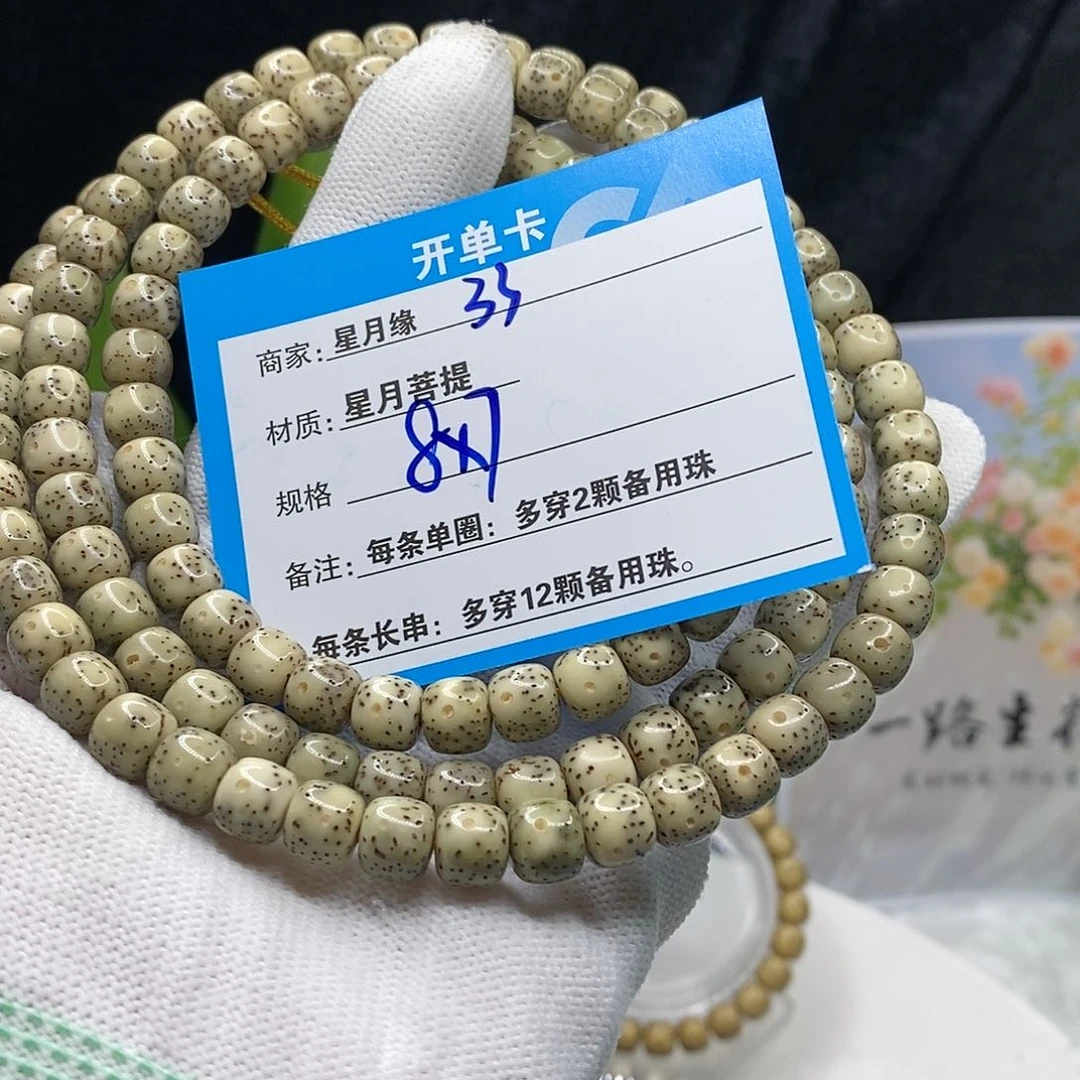 开单卡
商家：星月缘 33
材质：星月菩提
规格 8x7
备注：每条单圈：多穿2颗备用珠
每条长串：多穿12颗备用珠。
一路生